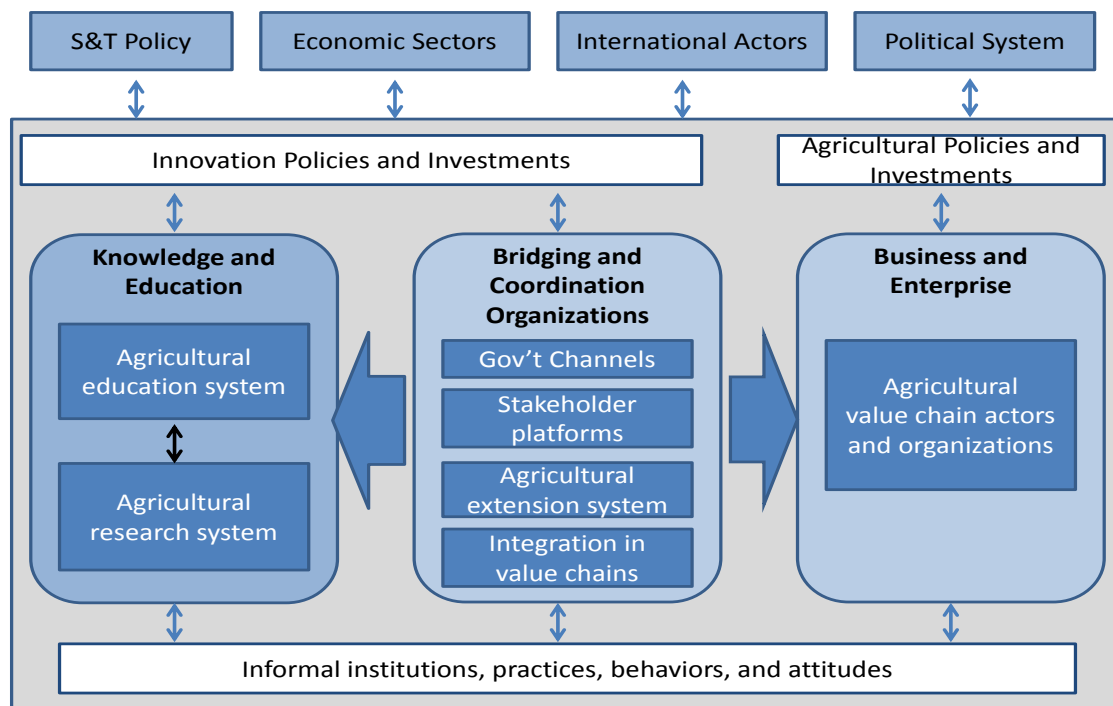 S&T Policy
Economic Sectors
International Actors
Political System
Innovation Policies and Investments
Agricultural Policies and
Investments
Knowledge and
Education
Agricultural
education system
Agricultural
research system
Bridging and
Coordination
Organizations
Gov’t Channels
Stakeholder
platforms
Agricultural
extension system
Integration in
value chains
Business and
Enterprise
Agricultural
value chain actors
and organizations
Informal institutions, practices, behaviors, and attitudes